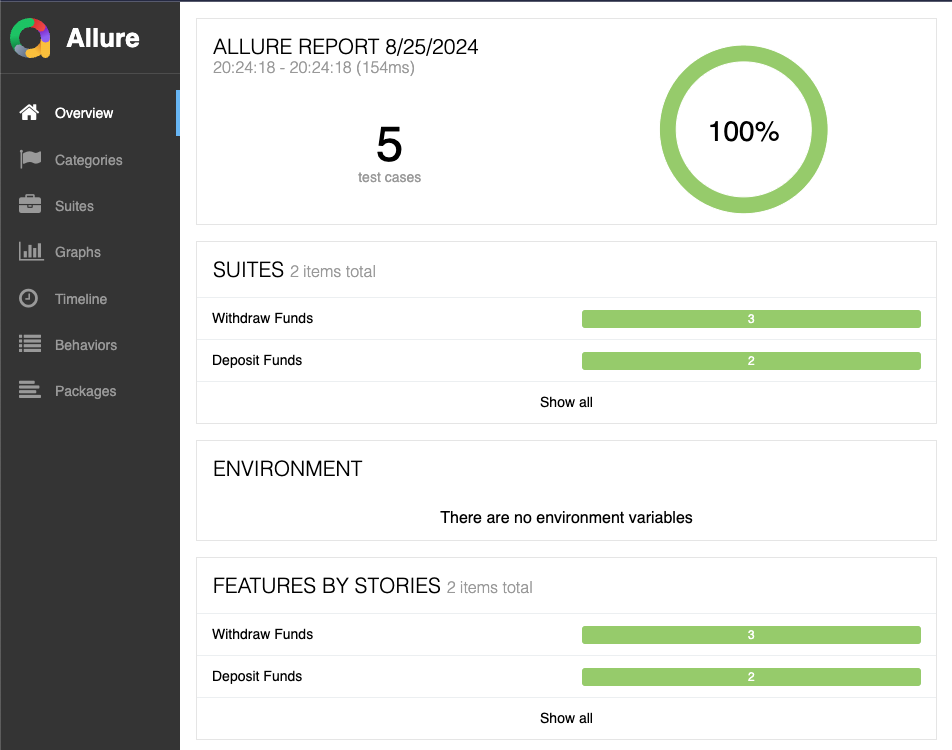 Allure
Overview
Categories
Suites
Graphs
Timeline
Behaviors
Packages
ALLURE REPORT 8/25/2024
20:24:18 - 20:24:18 (154ms)
5
test cases
100%
SUITES 2 items total
Withdraw Funds 3
Deposit Funds 2
Show all
ENVIRONMENT
There are no environment variables
FEATURES BY STORIES 2 items total
Withdraw Funds 3
Deposit Funds 2
Show all